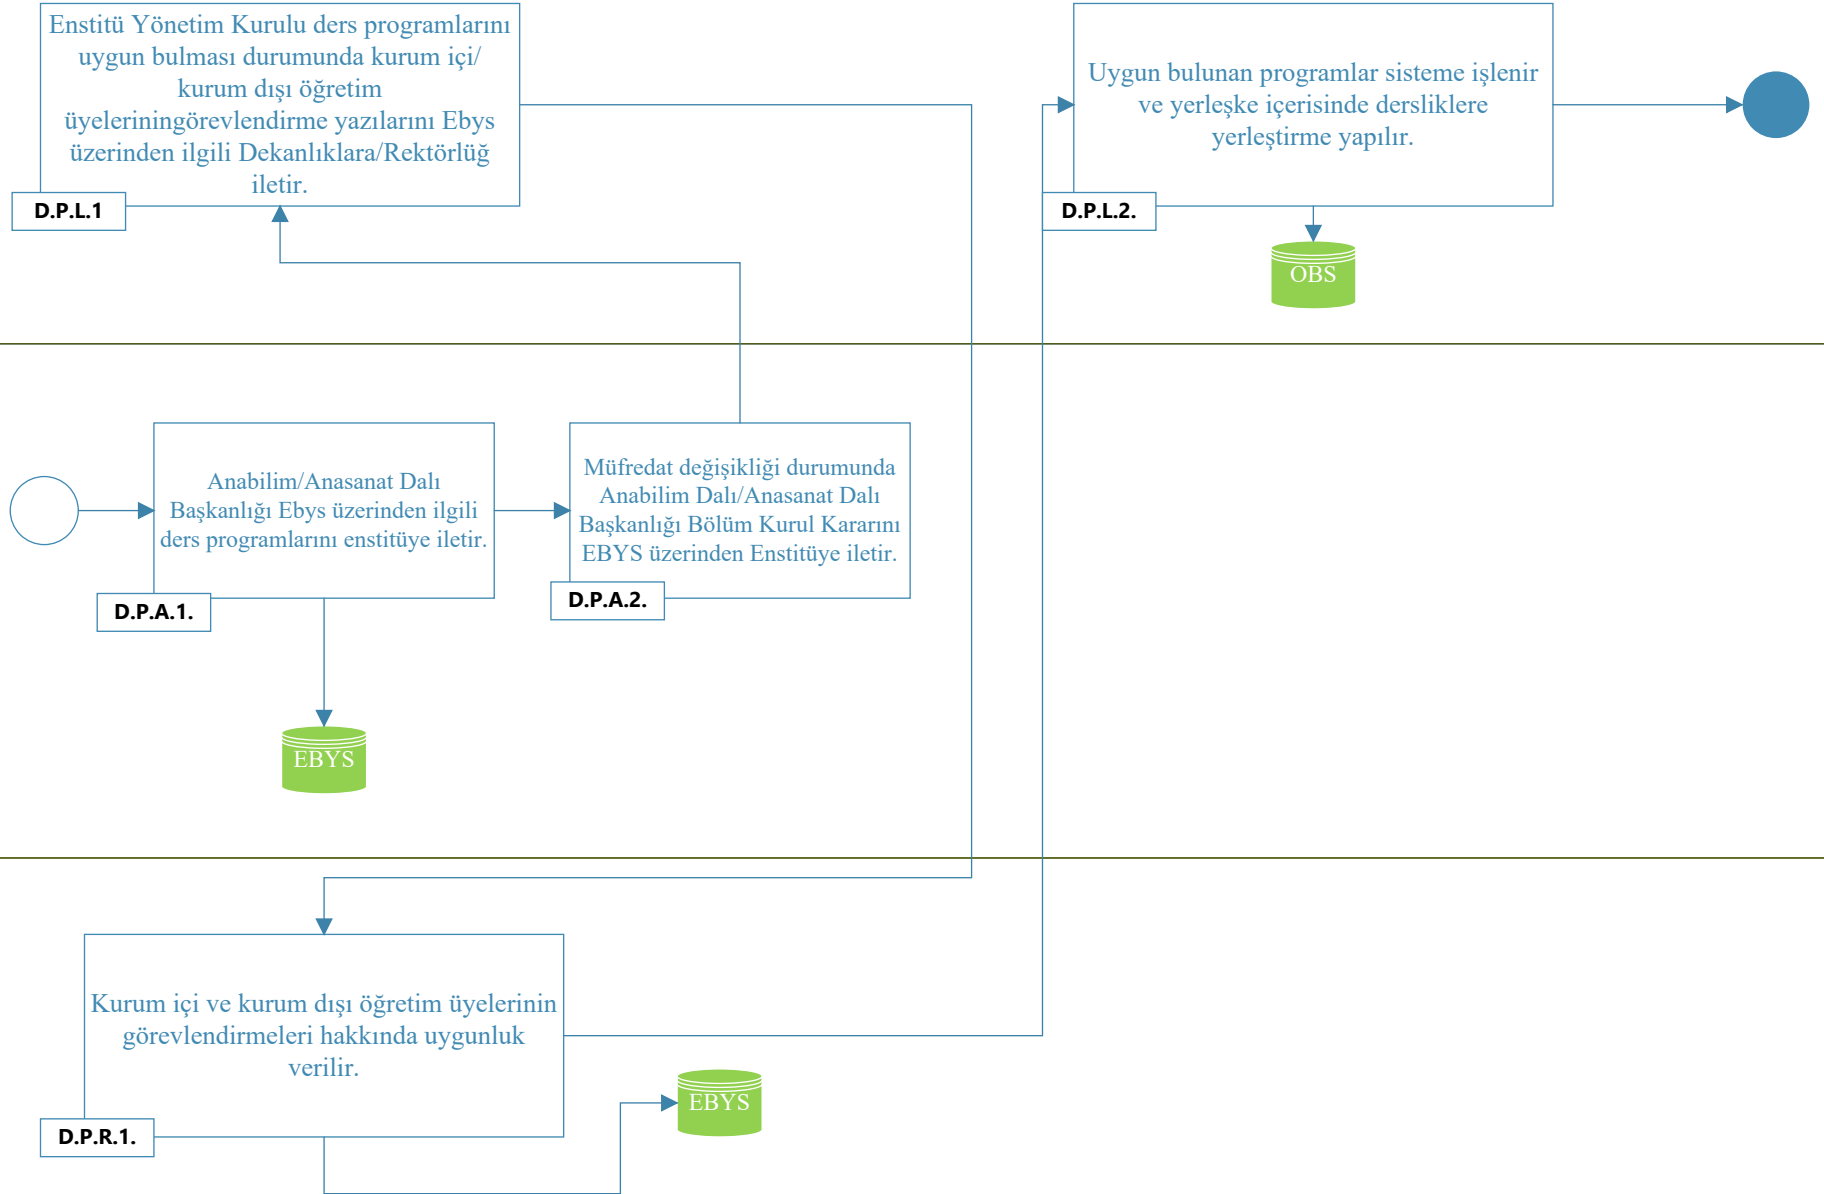 Enstitü Yönetim Kurulu ders programlarını
uygun bulması durumunda kurum içi/
kurum dışı öğretim
üyeleriningörevlendirme yazılarını Ebys
üzerinden ilgili Dekanlıklara/Rektörlüğ
iletir.
D.P.L.1
Uygun bulunan programlar sisteme işlenir
ve yerleşke içerisinde dersliklere
yerleştirme yapılır.
D.P.L.2.
OBS
Anabilim/Anasanat Dalı
Başkanlığı Ebys üzerinden ilgili
ders programlarını enstitüye iletir.
D.P.A.1.
EBYS
Müfredat değişikliği durumunda
Anabilim Dalı/Anasanat Dalı
Başkanlığı Bölüm Kurul Kararını
EBYS üzerinden Enstitüye iletir.
D.P.A.2.
Kurum içi ve kurum dışı öğretim üyelerinin
görevlendirmeleri hakkında uygunluk
verilir.
D.P.R.1.
EBYS